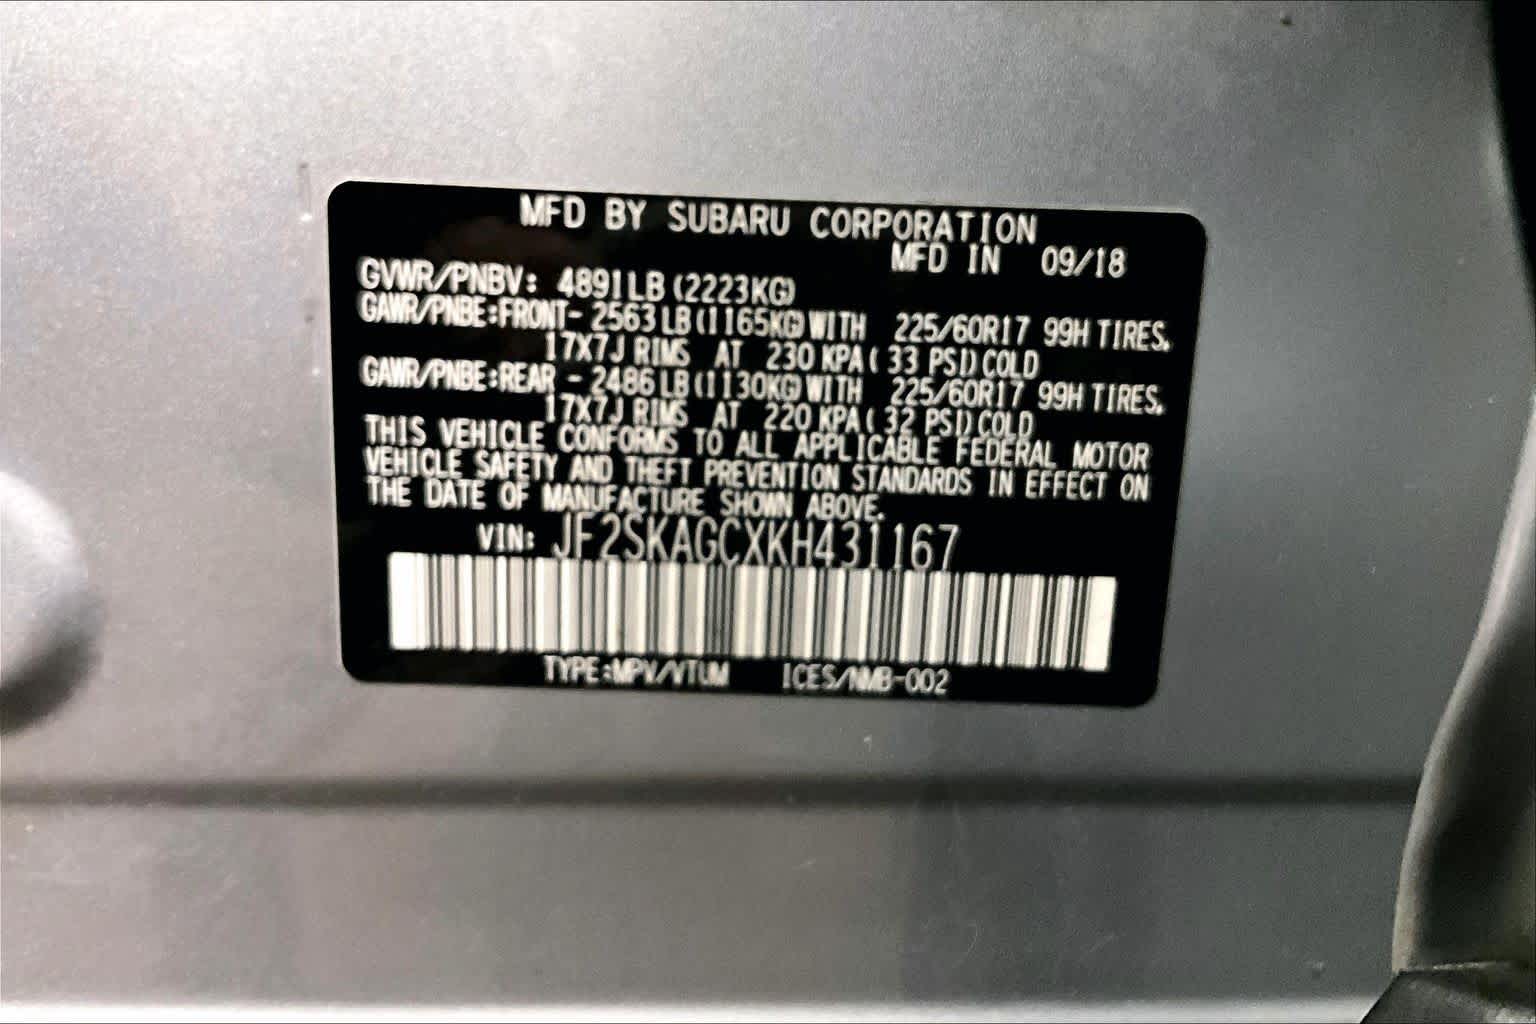 MFD BY SUBARU CORPORATION
MFD IN 09/18
GVWR/PNBV: 4891LB (2223KG)
GAWR/PNBE:FRONT- 2563LB(1165KG)WITH 225/60R17 99H TIRES,
17X7J RIMS AT 230 KPA( 33 PSI)COLD
GAWR/PNBE:REAR - 2486LB(1130KG)WITH 225/60R17 99H TIRES,
17X7J RIMS AT 220 KPA( 32 PSI)COLD
THIS VEHICLE CONFORMS TO ALL APPLICABLE FEDERAL MOTOR
VEHICLE SAFETY AND THEFT PREVENTION STANDARDS IN EFFECT ON
THE DATE OF MANUFACTURE SHOWN ABOVE.
VIN: JF2SKAGCXKH431167
TYPE:MPV/VTUM ICES/NMB-002